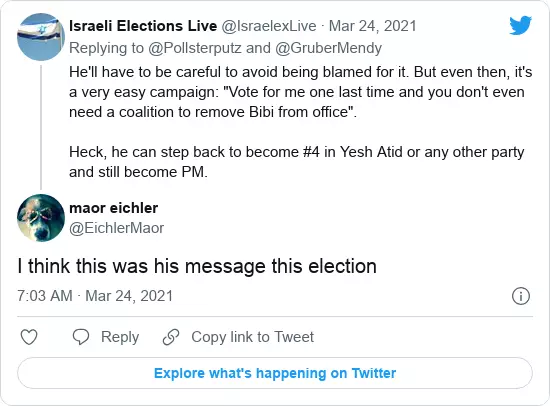 Israeli Elections Live @IsraelexLive · Mar 24, 2021
Replying to @Pollsterputz and @GruberMendy
He'll have to be careful to avoid being blamed for it. But even then, it's
a very easy campaign: "Vote for me one last time and you don't even
need a coalition to remove Bibi from office".
Heck, he can step back to become #4 in Yesh Atid or any other party
and still become PM.
maor eichler
@EichlerMaor
I think this was his message this election
7:03 AM · Mar 24, 2021
Reply
Copy link to Tweet
Explore what's happening on Twitter